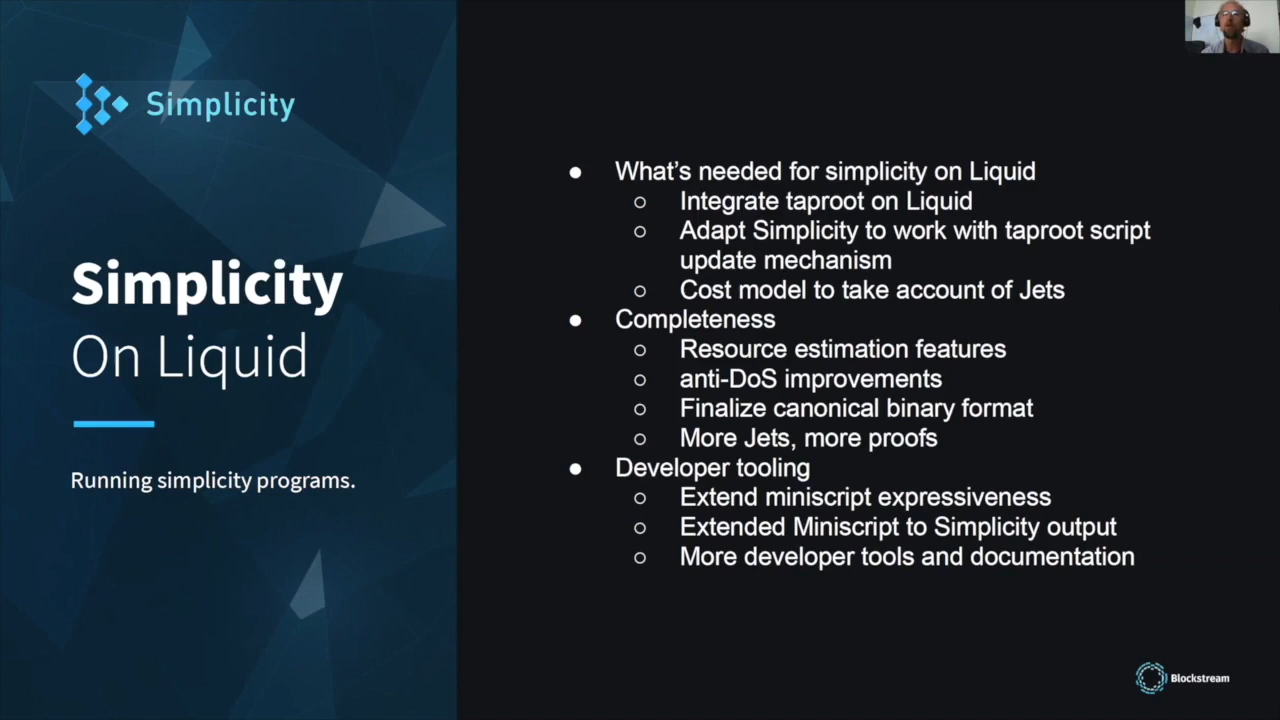 Simplicity
Simplicity
On Liquid
Running simplicity programs.
● What's needed for simplicity on Liquid
○ Integrate taproot on Liquid
○ Adapt Simplicity to work with taproot script
update mechanism
○ Cost model to take account of Jets
● Completeness
○ Resource estimation features
○ anti-DoS improvements
○ Finalize canonical binary format
○ More Jets, more proofs
● Developer tooling
○ Extend miniscript expressiveness
○ Extended Miniscript to Simplicity output
○ More developer tools and documentation
Blockstream